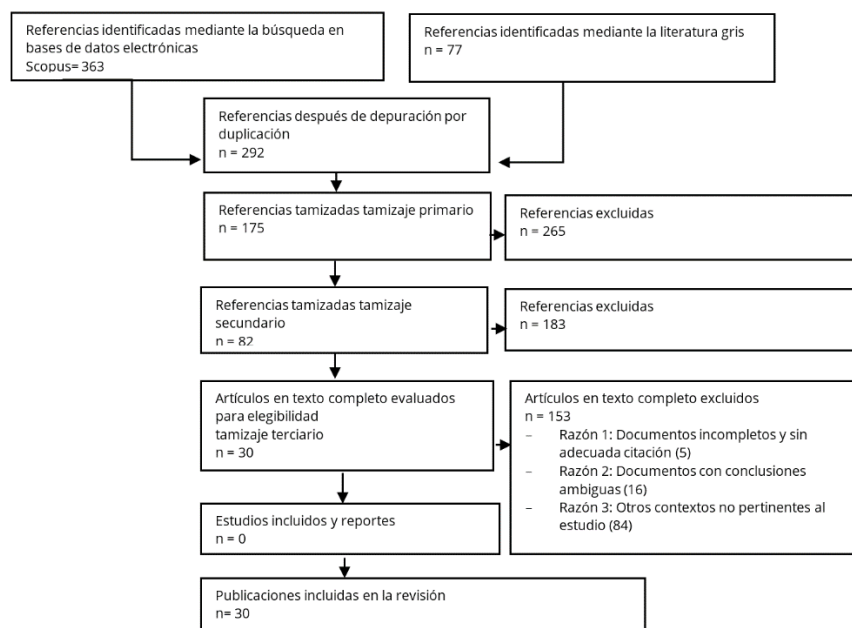 Referencias identificadas mediante la búsqueda en
bases de datos electrónicas
Scopus= 363
Referencias identificadas mediante la literatura gris
n = 77
Referencias después de depuración por
duplicación
n = 292
Referencias tamizadas tamizaje primario
n = 175
Referencias excluidas
n = 265
Referencias tamizadas tamizaje
secundario
n = 82
Referencias excluidas
n = 183
Artículos en texto completo evaluados
para elegibilidad
tamizaje terciario
n = 30
Artículos en texto completo excluidos
n = 153
– Razón 1: Documentos incompletos y sin
adecuada citación (5)
– Razón 2: Documentos con conclusiones
ambiguas (16)
– Razón 3: Otros contextos no pertinentes al
estudio (84)
Estudios incluidos y reportes
n = 0
Publicaciones incluidas en la revisión
n= 30